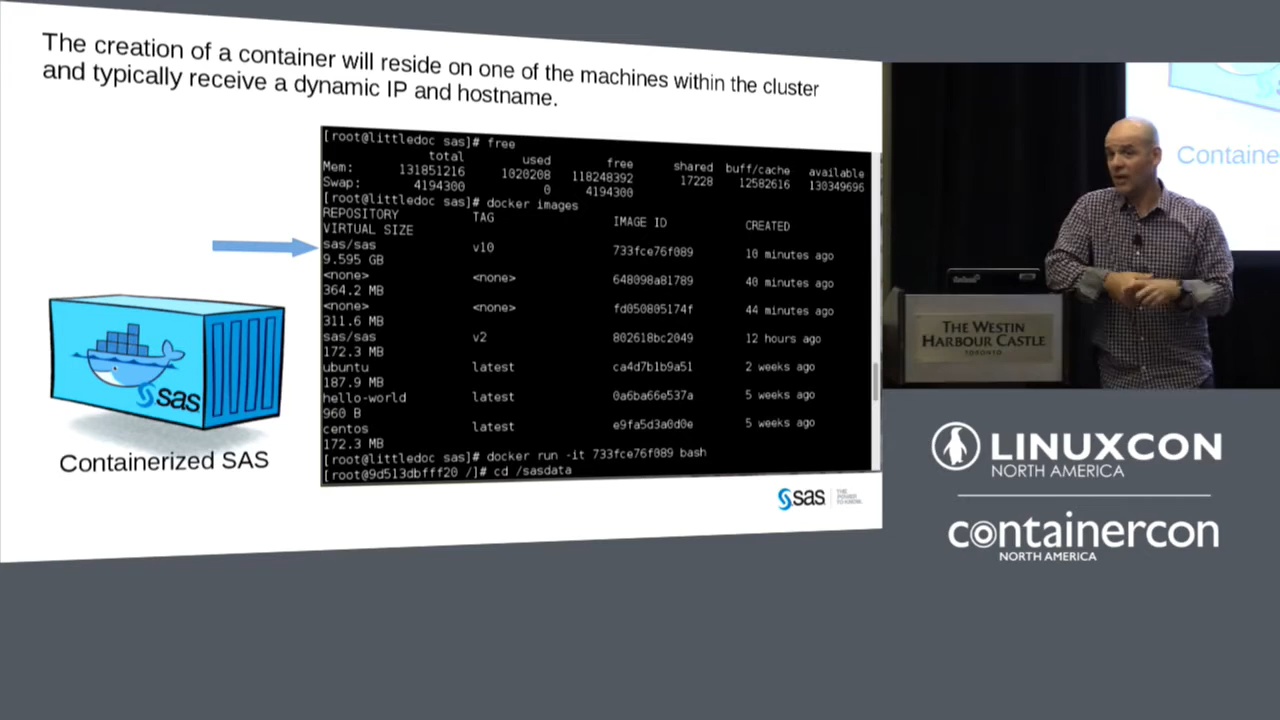 The creation of a container will reside on one of the machines within the cluster
and typically receive a dynamic IP and hostname.
[root@littledoc sas]# free
total used free shared buff/cache available
Mem: 131851216 1020208 118248392 17228 12582616 130349696
Swap: 4194300 0 4194300
[root@littledoc sas]# docker images
REPOSITORY TAG IMAGE ID CREATED
VIRTUAL SIZE
sas/sas v10 733fce76f089 10 minutes ago
9.595 GB
<none> <none> 648098a81789 40 minutes ago
364.2 MB
<none> <none> fd050805174f 44 minutes ago
311.6 MB
sas/sas v2 802618bc2049 12 hours ago
172.3 MB
ubuntu latest ca4d7b1b9a51 2 weeks ago
187.9 MB
hello-world latest 0a6ba66e537a 5 weeks ago
960 B
centos latest e9fa5d3a0d0e 5 weeks ago
172.3 MB
[root@littledoc sas]# docker run -it 733fce76f089 bash
[root@9d513dbfff20 /]# cd /sasdata
sas
Containerized SAS
sas THE
POWER
TO KNOW.
Containe
THE WESTIN
HARBOUR CASTLE
TORONTO
LINUXCON
NORTH AMERICA
containercon
NORTH AMERICA